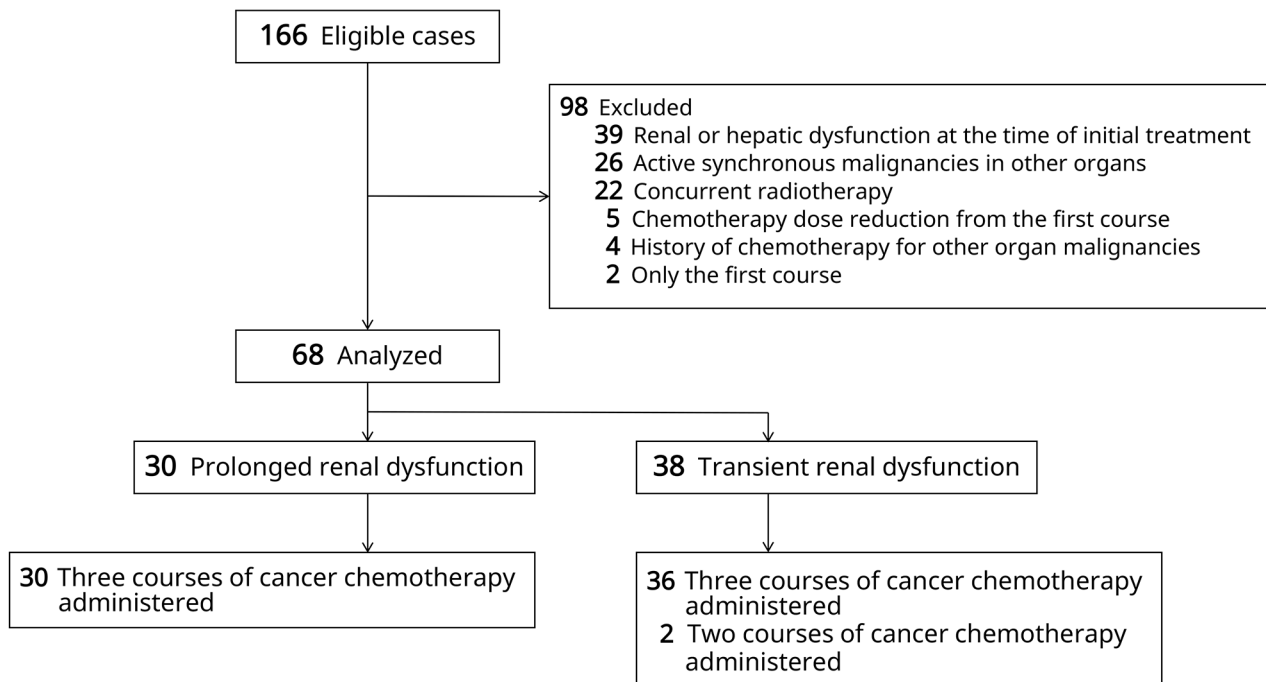 166 Eligible cases
98 Excluded
39 Renal or hepatic dysfunction at the time of initial treatment
26 Active synchronous malignancies in other organs
22 Concurrent radiotherapy
5 Chemotherapy dose reduction from the first course
4 History of chemotherapy for other organ malignancies
2 Only the first course
68 Analyzed
30 Prolonged renal dysfunction
38 Transient renal dysfunction
30 Three courses of cancer chemotherapy
administered
36 Three courses of cancer chemotherapy
administered
2 Two courses of cancer chemotherapy
administered